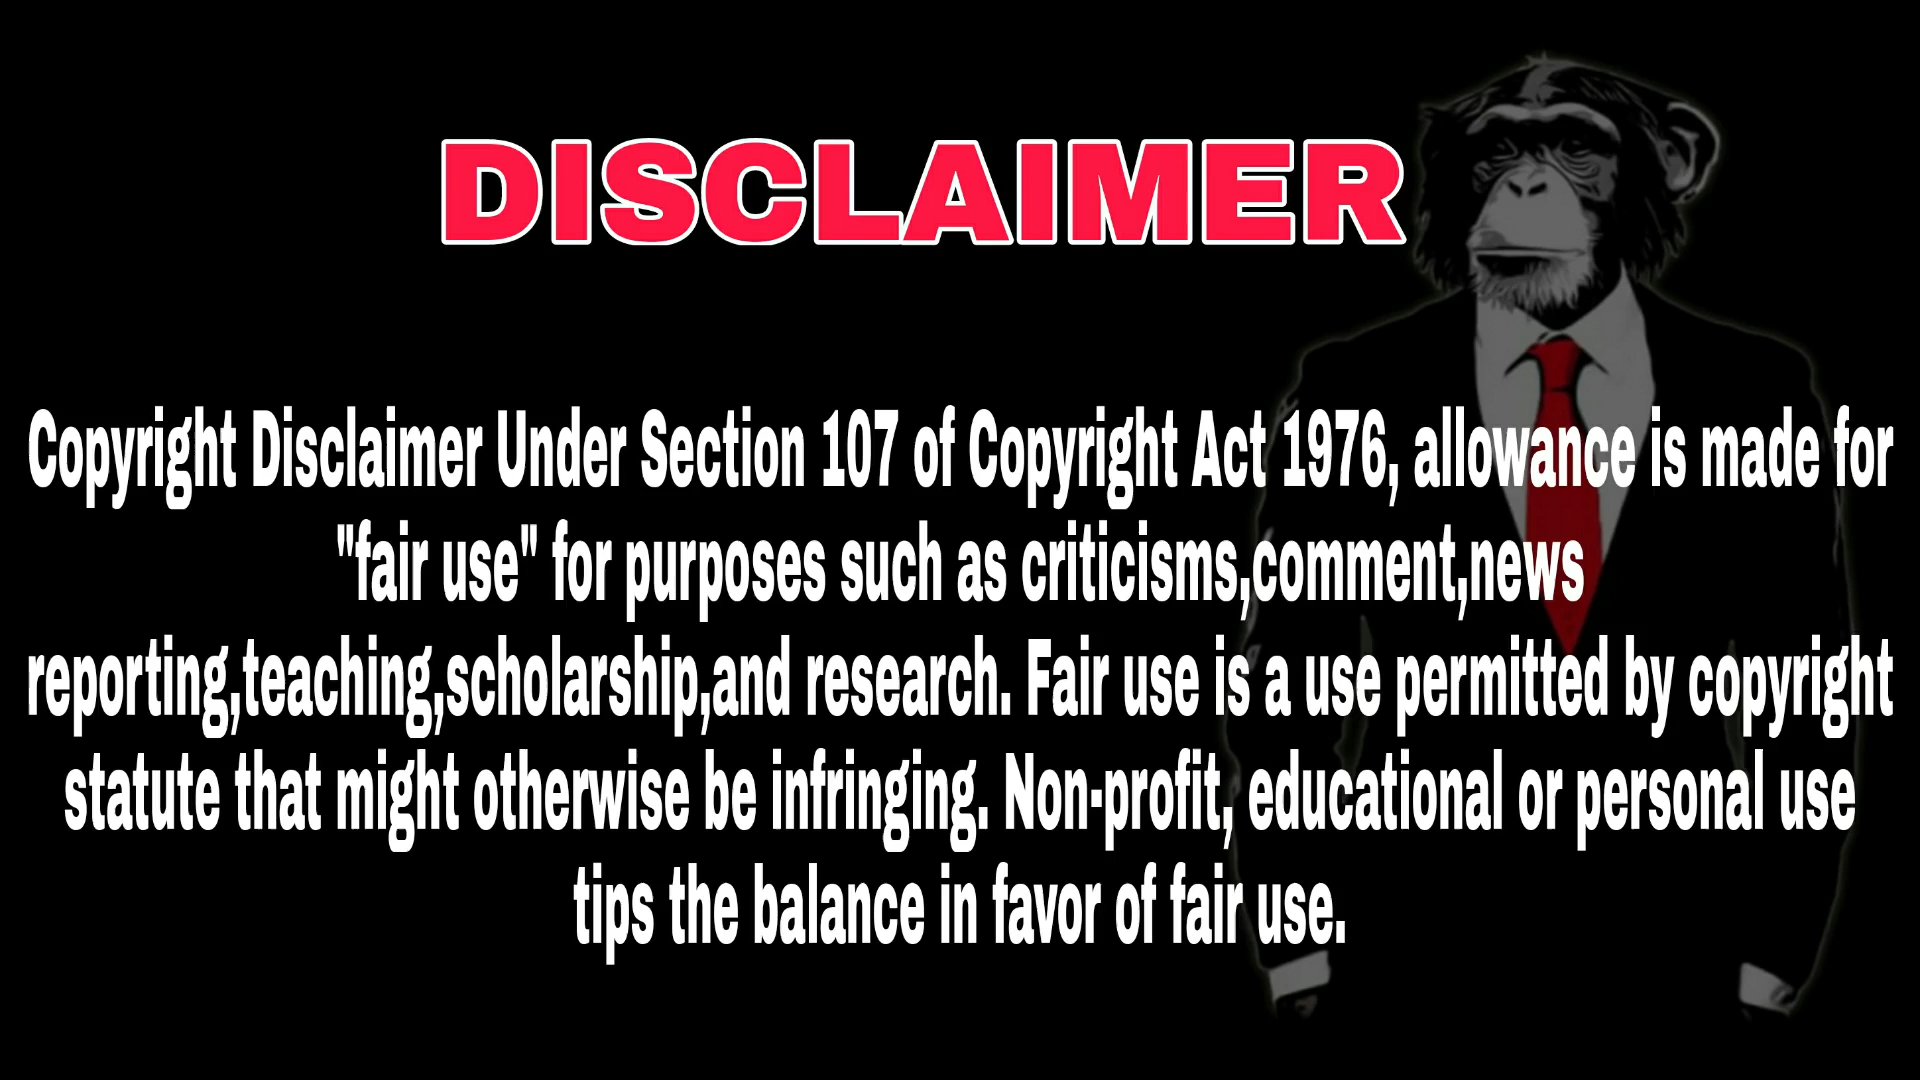 DISCLAIMER
Copyright Disclaimer Under Section 107 of Copyright Act 1976, allowance is made for
"fair use" for purposes such as criticisms,comment,news
reporting,teaching,scholarship,and research. Fair use is a use permitted by copyright
statute that might otherwise be infringing. Non-profit, educational or personal use
tips the balance in favor of fair use.